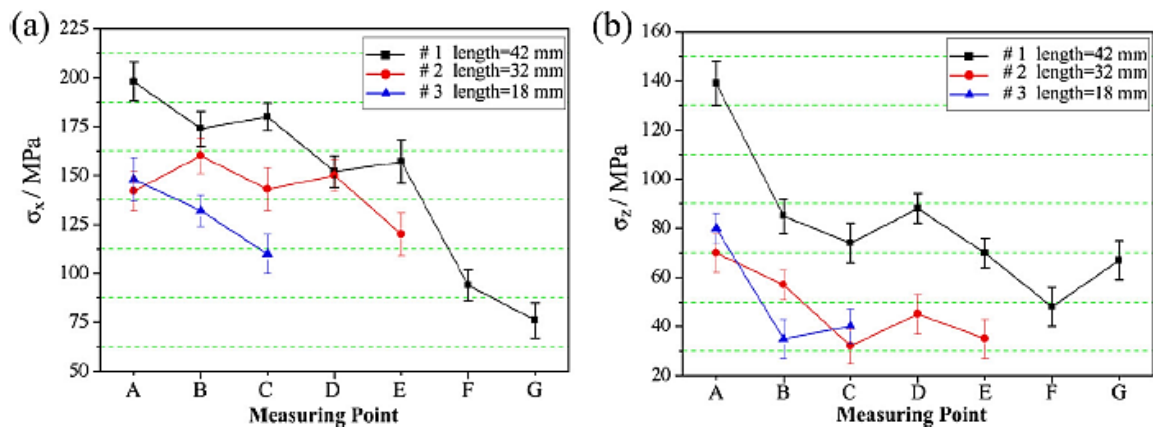 (a)
225
200
175
150
125
100
75
50
σx / MPa
# 1 length=42 mm
# 2 length=32 mm
# 3 length=18 mm
A B C D E F G
Measuring Point
(b)
160
140
120
100
80
60
40
20
σz / MPa
# 1 length=42 mm
# 2 length=32 mm
# 3 length=18 mm
A B C D E F G
Measuring Point